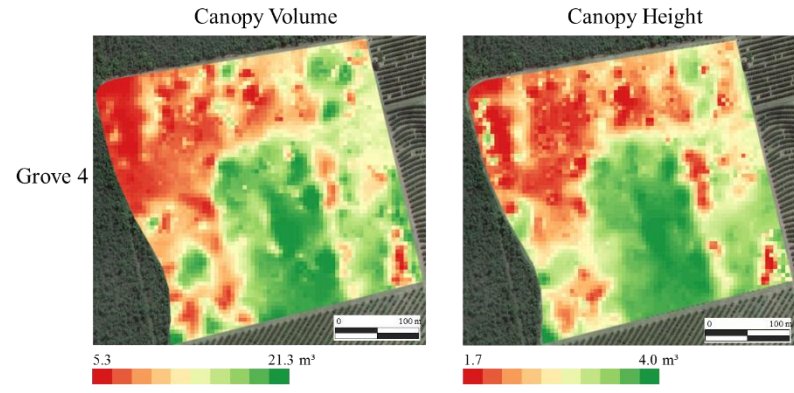 Canopy Volume
Canopy Height
Grove 4
0 100 m
0 100 m
5.3 21.3 m³
1.7 4.0 m³